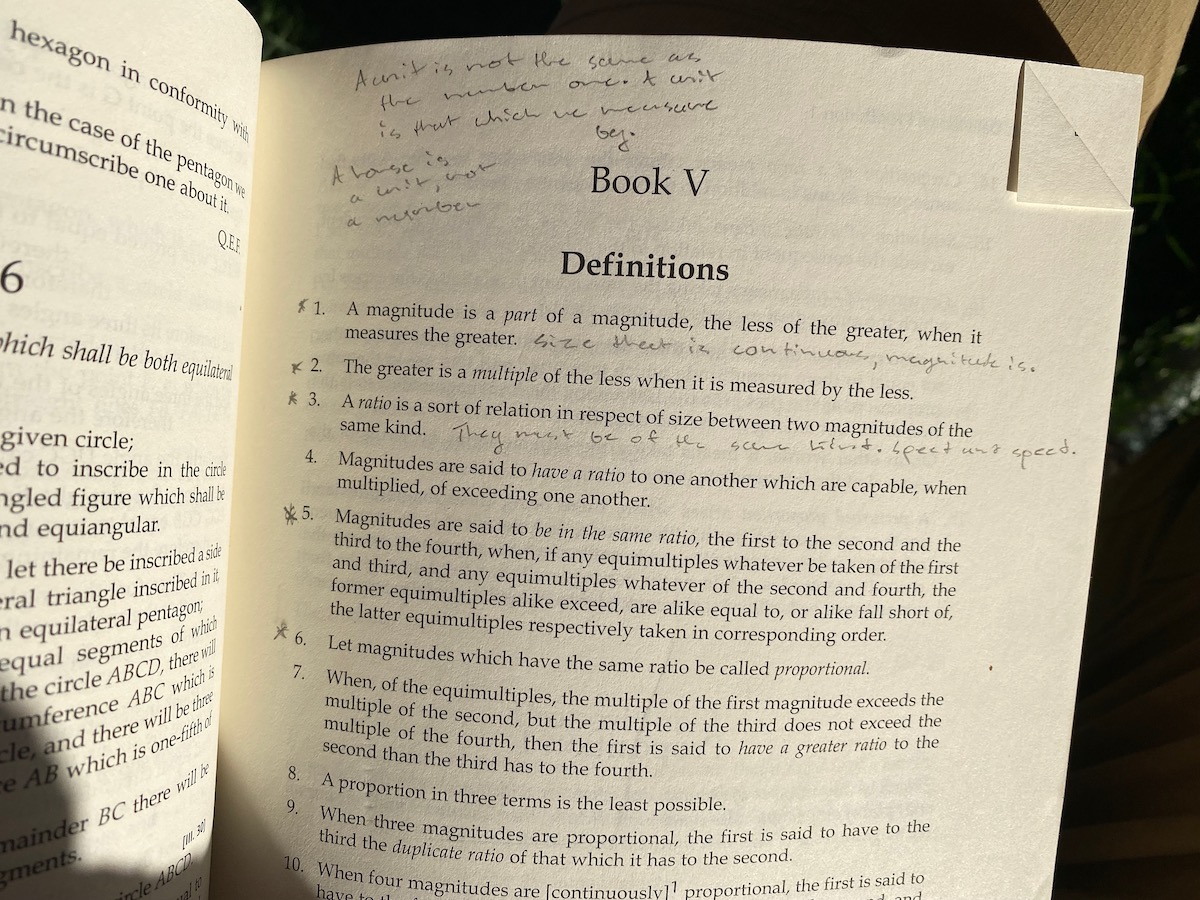 hexagon in conformity with
n the case of the pentagon we
circumscribe one about it.
Q.E.F.
6
which shall be both equilateral
given circle;
ed to inscribe in the circle
ngled figure which shall be
nd equiangular.
let there be inscribed a side
eral triangle inscribed in it,
n equilateral pentagon;
equal segments of which
the circle ABCD, there will
cumference ABC which is
cle, and there will be three
e AB which is one-fifth of
mainder BC there will be
gments.
[III. 30]
circle ABCD.
ual to
A unit is not the same as
the number one. A unit
is that which we measure
by.
A horse is
a unit, not
a number
Book V
Definitions
1. A magnitude is a part of a magnitude, the less of the greater, when it
measures the greater. Size that is continuous, magnitude is.
2. The greater is a multiple of the less when it is measured by the less.
3. A ratio is a sort of relation in respect of size between two magnitudes of the
same kind. They must be of the same kind. Speed and speed.
4. Magnitudes are said to have a ratio to one another which are capable, when
multiplied, of exceeding one another.
5. Magnitudes are said to be in the same ratio, the first to the second and the
third to the fourth, when, if any equimultiples whatever be taken of the first
and third, and any equimultiples whatever of the second and fourth, the
former equimultiples alike exceed, are alike equal to, or alike fall short of,
the latter equimultiples respectively taken in corresponding order.
6. Let magnitudes which have the same ratio be called proportional.
7. When, of the equimultiples, the multiple of the first magnitude exceeds the
multiple of the second, but the multiple of the third does not exceed the
multiple of the fourth, then the first is said to have a greater ratio to the
second than the third has to the fourth.
8. A proportion in three terms is the least possible.
9. When three magnitudes are proportional, the first is said to have to the
third the duplicate ratio of that which it has to the second.
10. When four magnitudes are [continuously]¹ proportional, the first is said to
have to the